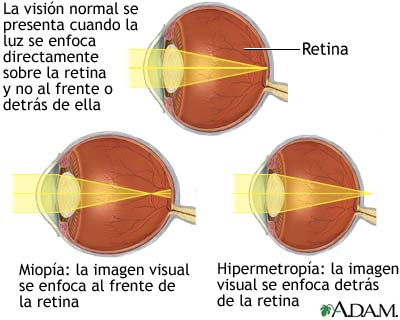 La visión normal se
presenta cuando la
luz se enfoca
directamente
sobre la retina
y no al frente o
detrás de ella
Retina
Miopía: la imagen visual
se enfoca al frente de
la retina
Hipermetropía: la imagen
visual se enfoca detrás
de la retina
ADAM.